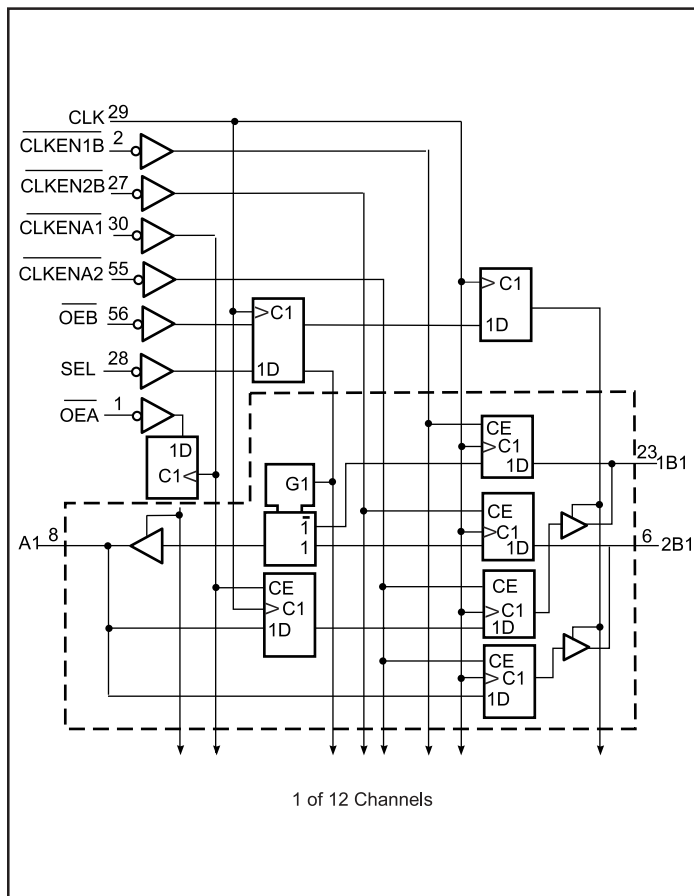 CLK 29
CLKEN1B 2
CLKEN2B 27
CLKENA1 30
CLKENA2 55
OEB 56
SEL 28
OEA 1
C1
1D
C1
1D
1D
C1
CE
C1
1D
23
1B1
G1
1
1
CE
C1
1D
6
2B1
A1 8
CE
C1
1D
CE
C1
1D
CE
C1
1D
1 of 12 Channels